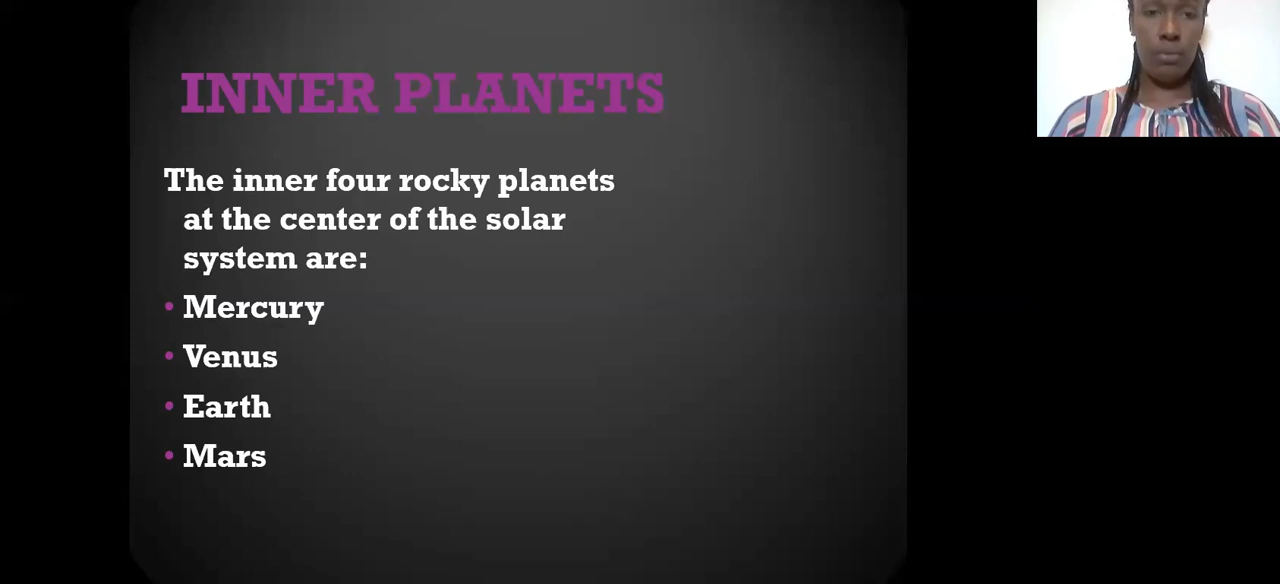 INNER PLANETS
The inner four rocky planets
at the center of the solar
system are:
• Mercury
• Venus
• Earth
• Mars